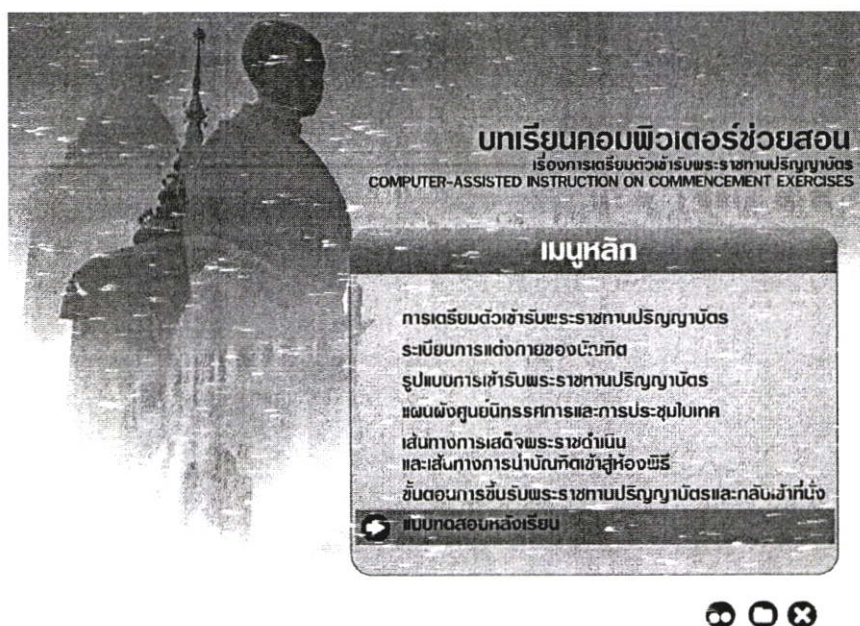 บทเรียนคอมพิวเตอร์ช่วยสอน
เรื่องการเตรียมตัวเข้ารับพระราชทานปริญญาบัตร
COMPUTER-ASSISTED INSTRUCTION ON COMMENCEMENT EXERCISES
เมนูหลัก
การเตรียมตัวเข้ารับพระราชทานปริญญาบัตร
ระเบียบการแต่งกายของบัณฑิต
รูปแบบการเข้ารับพระราชทานปริญญาบัตร
แผนผังศูนย์นิทรรศการและการประชุมไบเทค
เส้นทางการเสด็จพระราชดำเนิน
และเส้นทางการนำบัณฑิตเข้าสู่ห้องพิธี
ขั้นตอนการขึ้นรับพระราชทานปริญญาบัตรและกลับเข้าที่นั่ง
แบบทดสอบหลังเรียน